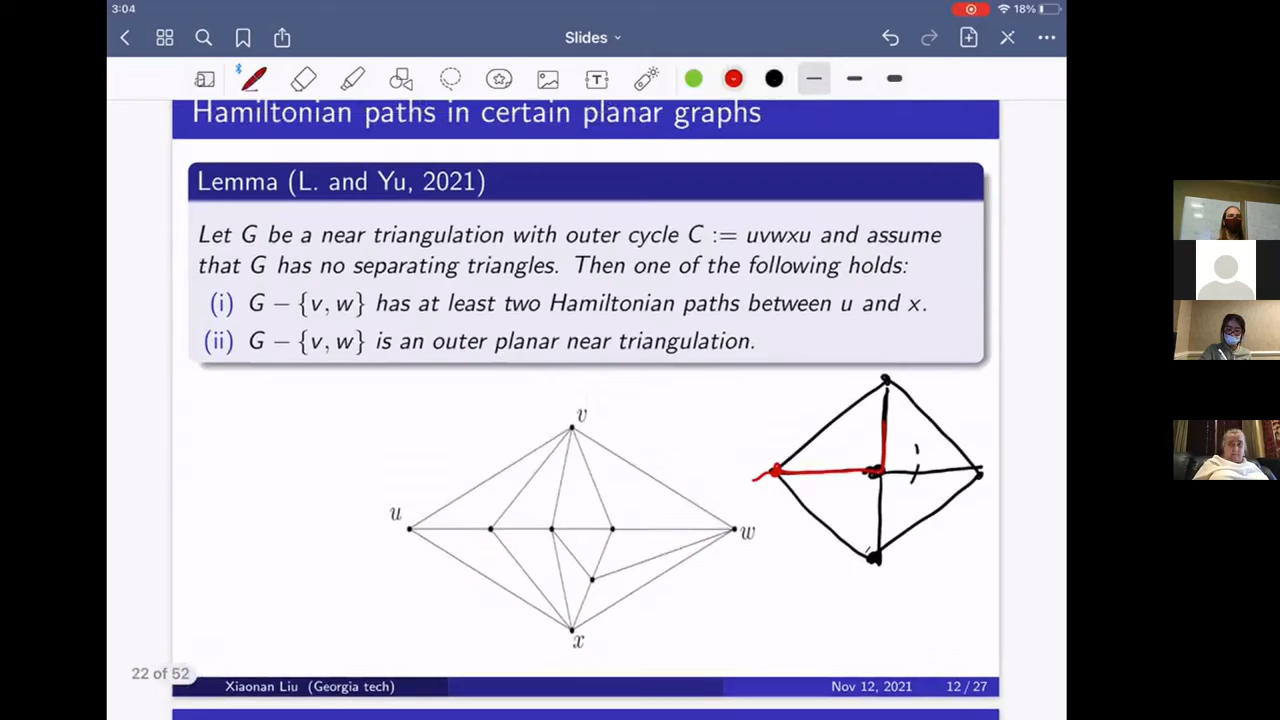 3:04
18%
Slides
Hamiltonian paths in certain planar graphs
Lemma (L. and Yu, 2021)
Let G be a near triangulation with outer cycle C := uvwxu and assume
that G has no separating triangles. Then one of the following holds:
(i) G − {v, w} has at least two Hamiltonian paths between u and x.
(ii) G − {v, w} is an outer planar near triangulation.
v
u
w
x
22 of 52
Xiaonan Liu (Georgia tech)
Nov 12, 2021
12 / 27